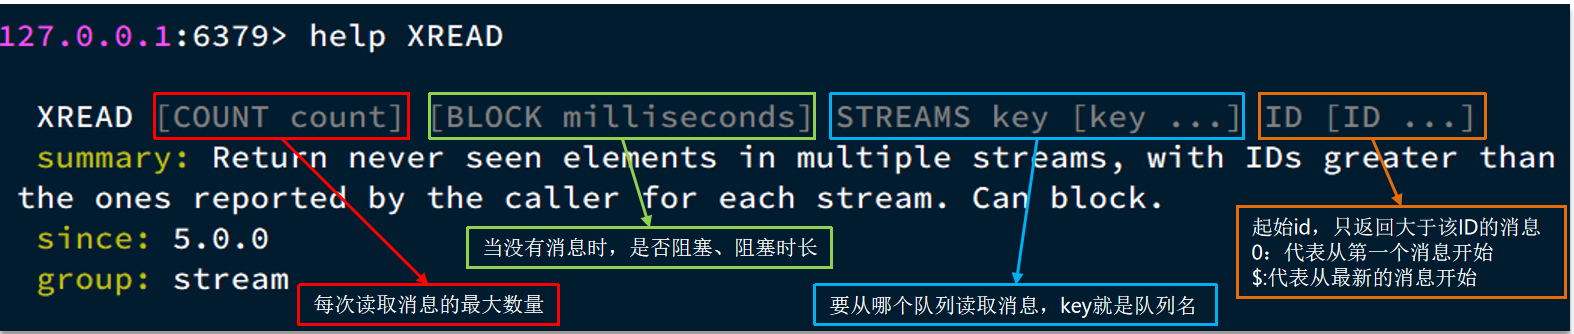 127.0.0.1:6379> help XREAD
XREAD [COUNT count] [BLOCK milliseconds] STREAMS key [key ...] ID [ID ...]
summary: Return never seen elements in multiple streams, with IDs greater than
the ones reported by the caller for each stream. Can block.
since: 5.0.0
group: stream
每次读取消息的最大数量
当没有消息时，是否阻塞、阻塞时长
要从哪个队列读取消息，key就是队列名
起始id，只返回大于该ID的消息
0：代表从第一个消息开始
$:代表从最新的消息开始